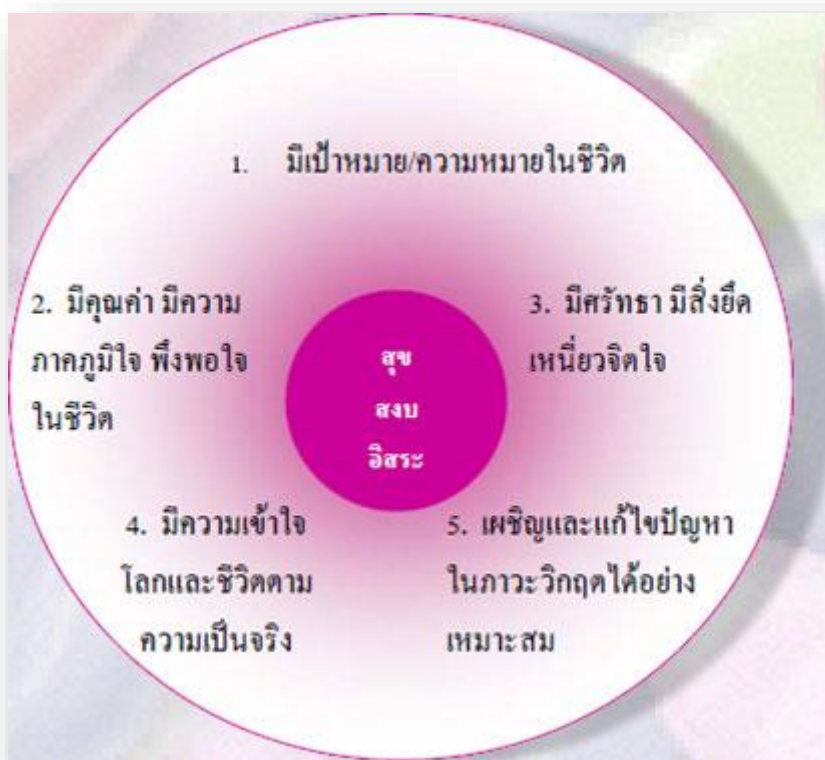 1. มีเป้าหมาย/ความหมายในชีวิต
2. มีคุณค่า มีความ
ภาคภูมิใจ พึงพอใจ
ในชีวิต
3. มีศรัทธา มีสิ่งยึด
เหนี่ยวจิตใจ
สุข
สงบ
อิสระ
4. มีความเข้าใจ
โลกและชีวิตตาม
ความเป็นจริง
5. เผชิญและแก้ไขปัญหา
ในภาวะวิกฤตได้อย่าง
เหมาะสม